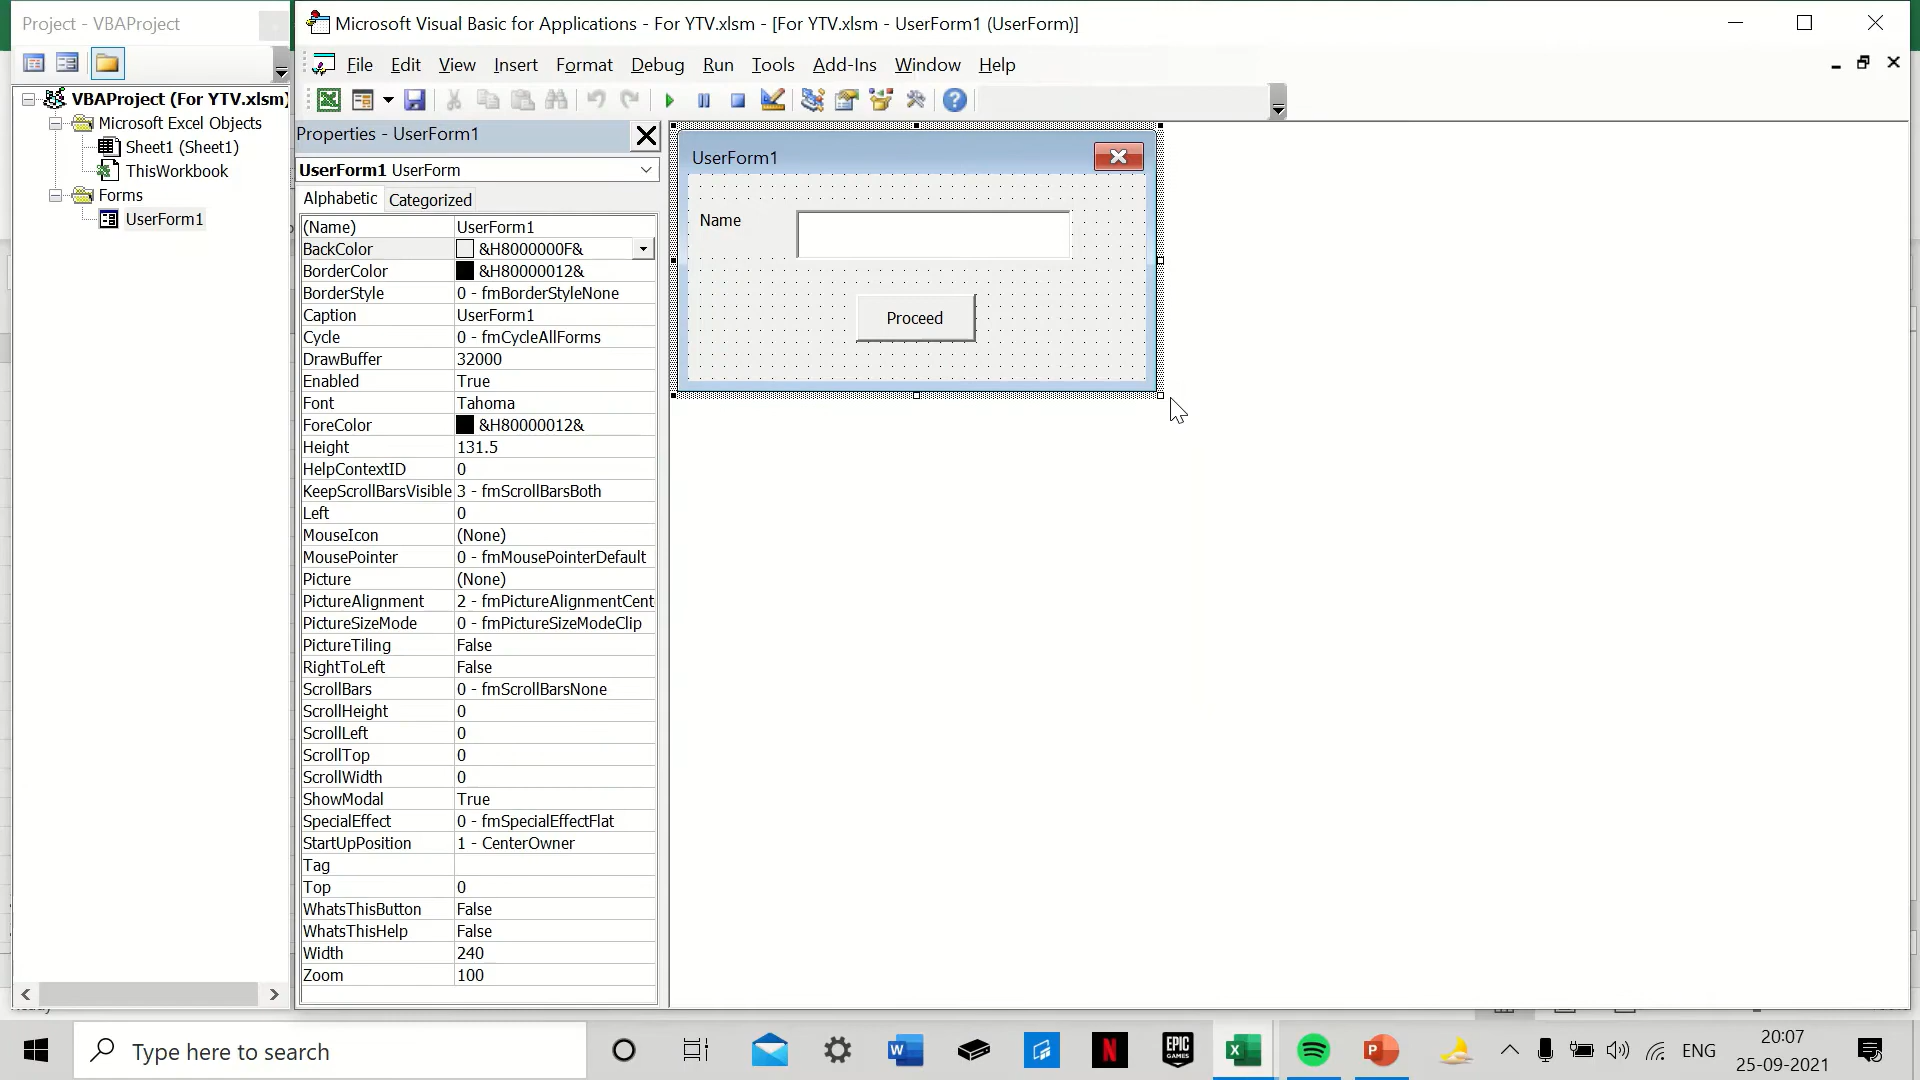 Project - VBAProject
VBAProject (For YTV.xlsm)
Microsoft Excel Objects
Sheet1 (Sheet1)
ThisWorkbook
Forms
UserForm1
Microsoft Visual Basic for Applications - For YTV.xlsm - [For YTV.xlsm - UserForm1 (UserForm)]
File Edit View Insert Format Debug Run Tools Add-Ins Window Help
Properties - UserForm1
UserForm1 UserForm
Alphabetic Categorized
(Name) UserForm1
BackColor &H8000000F&
BorderColor &H80000012&
BorderStyle 0 - fmBorderStyleNone
Caption UserForm1
Cycle 0 - fmCycleAllForms
DrawBuffer 32000
Enabled True
Font Tahoma
ForeColor &H80000012&
Height 131.5
HelpContextID 0
KeepScrollBarsVisible 3 - fmScrollBarsBoth
Left 0
MouseIcon (None)
MousePointer 0 - fmMousePointerDefault
Picture (None)
PictureAlignment 2 - fmPictureAlignmentCent
PictureSizeMode 0 - fmPictureSizeModeClip
PictureTiling False
RightToLeft False
ScrollBars 0 - fmScrollBarsNone
ScrollHeight 0
ScrollLeft 0
ScrollTop 0
ScrollWidth 0
ShowModal True
SpecialEffect 0 - fmSpecialEffectFlat
StartUpPosition 1 - CenterOwner
Tag
Top 0
WhatsThisButton False
WhatsThisHelp False
Width 240
Zoom 100
UserForm1
Name
Proceed
Type here to search
W
N
EPIC
GAMES
X
P
ENG
20:07
25-09-2021